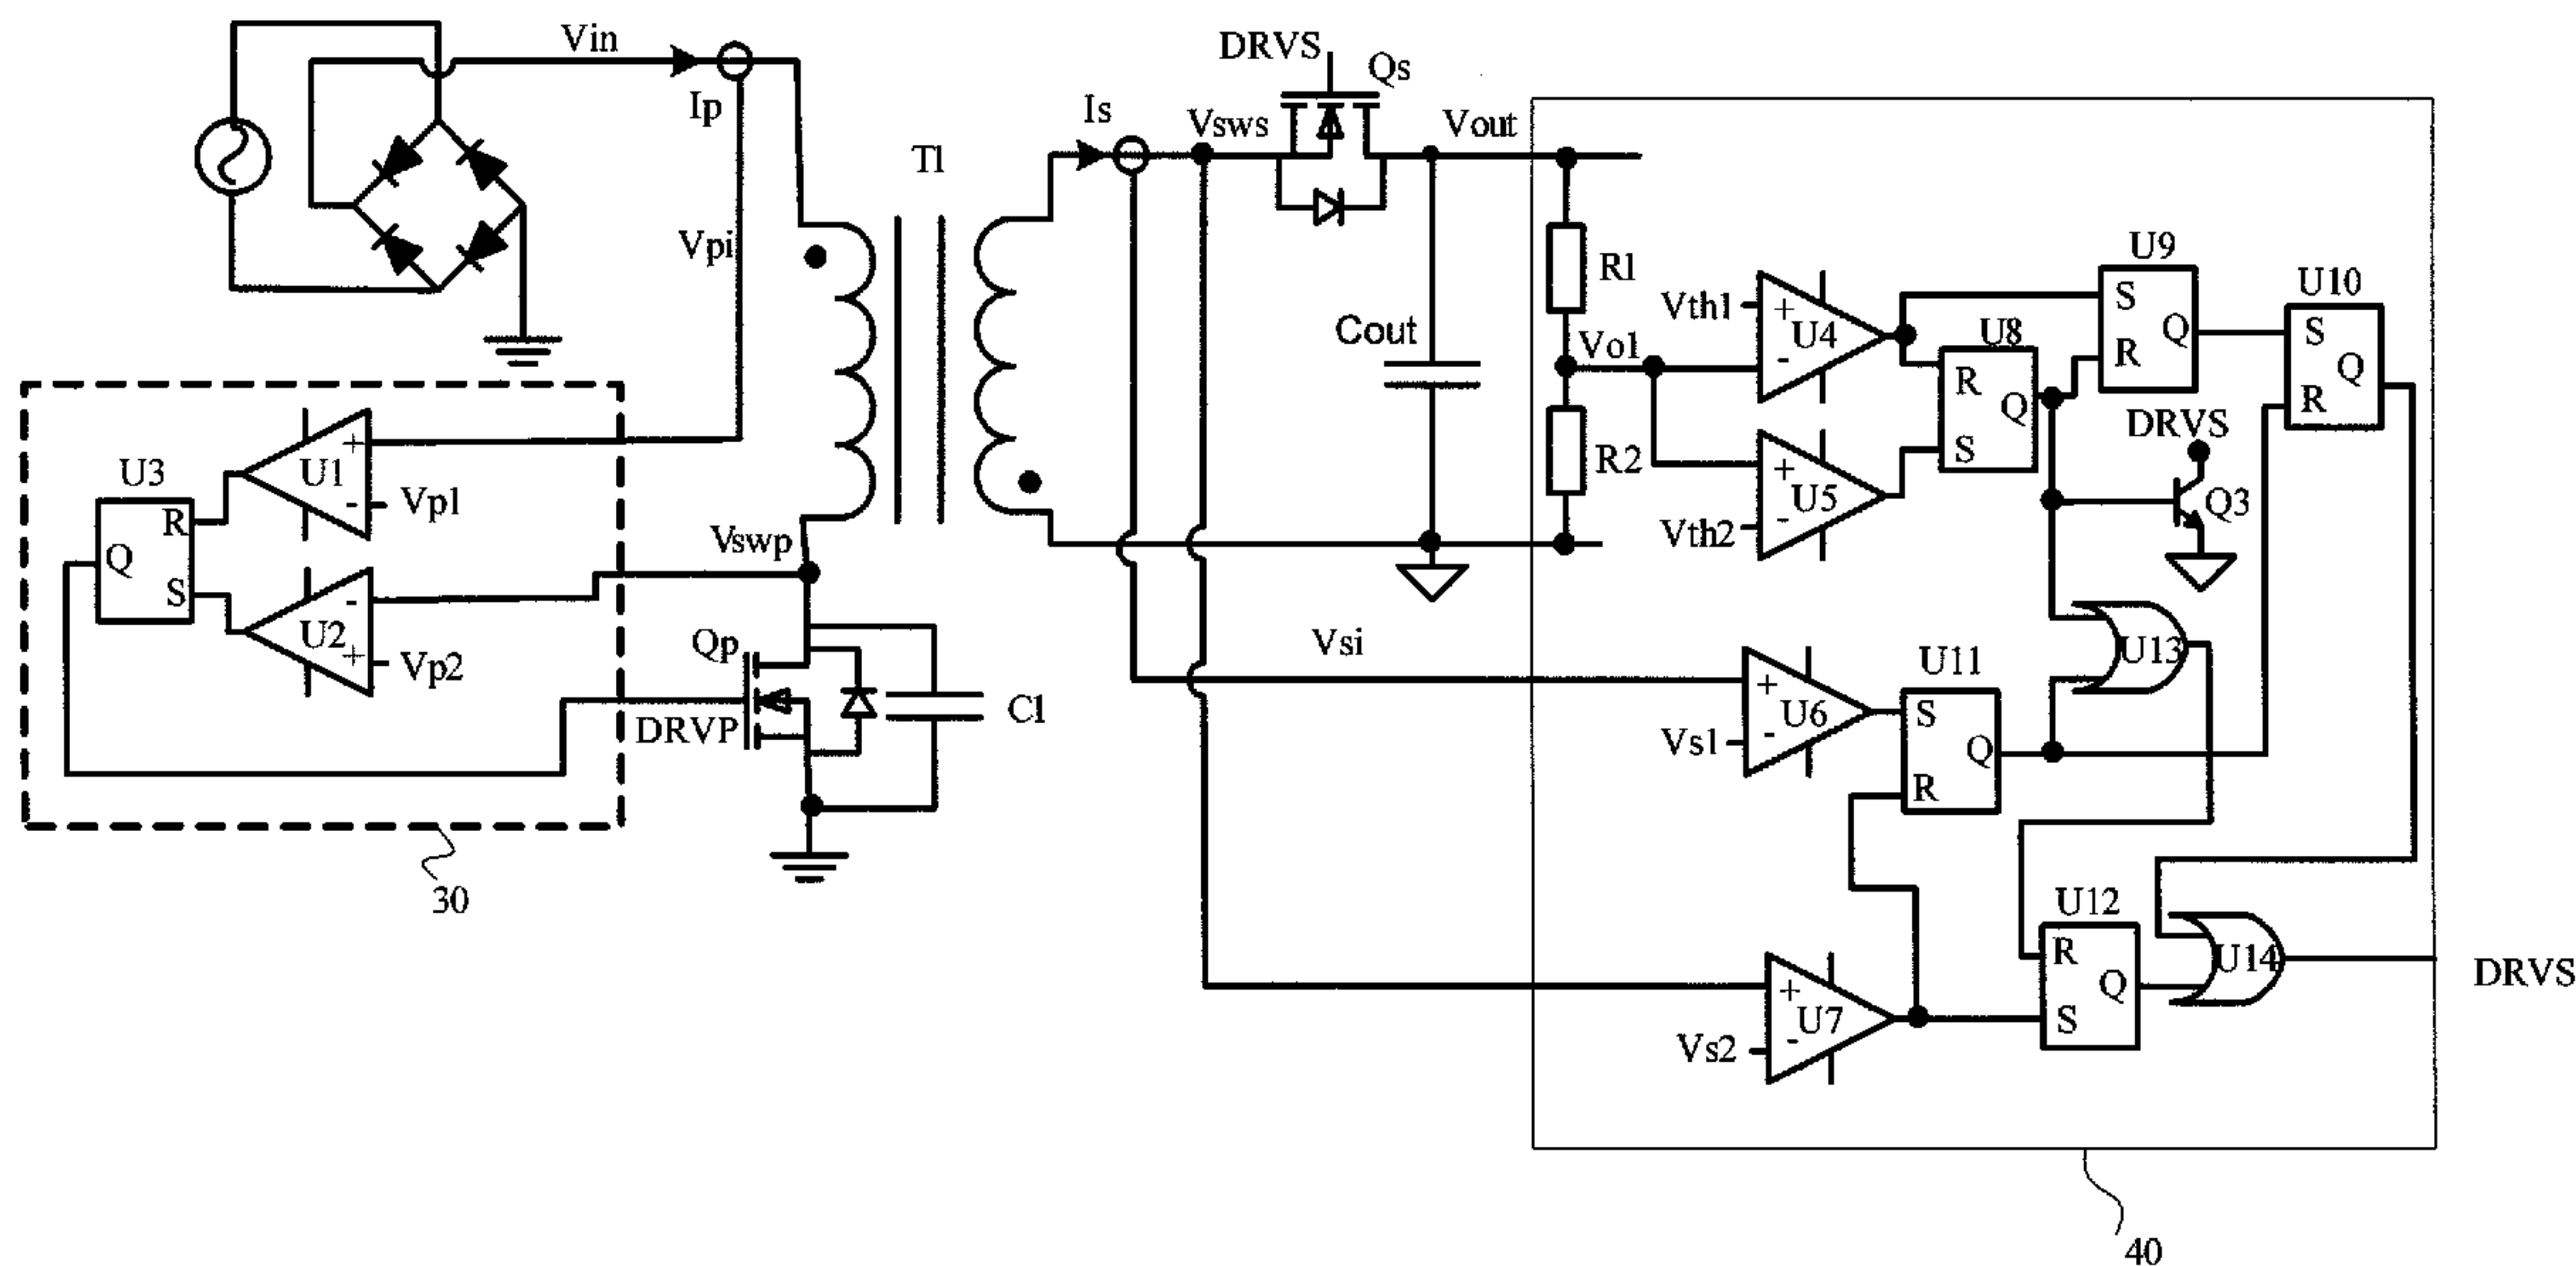 Vin
Ip
Vpi
T1
Is
Vsws
DRVS
Qs
Vout
Cout
R1
Vo1
R2
Vth1
+
-
U4
+
-
U5
Vth2
U8
R
S
Q
U9
S
R
Q
U10
S
R
Q
DRVS
Q3
U13
U3
Q
R
S
+
U1
-
Vp1
-
U2
+
Vp2
Vswp
Qp
DRVP
C1
30
Vsi
+
U6
-
Vs1
U11
S
R
Q
+
U7
-
Vs2
U12
R
S
Q
U14
DRVS
40